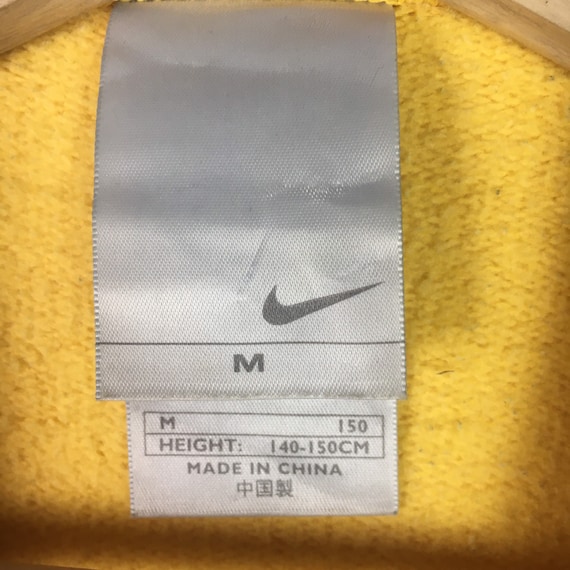 M
M 150
HEIGHT: 140-150CM
MADE IN CHINA
中国製